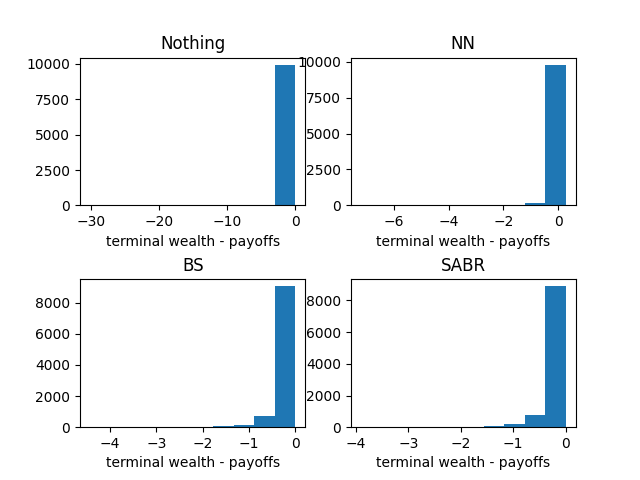 Nothing
10000
7500
5000
2500
0
−30 −20 −10 0
terminal wealth - payoffs
NN
10000
7500
5000
2500
0
−6 −4 −2 0
terminal wealth - payoffs
BS
8000
6000
4000
2000
0
−4 −3 −2 −1 0
terminal wealth - payoffs
SABR
8000
6000
4000
2000
0
−4 −3 −2 −1 0
terminal wealth - payoffs